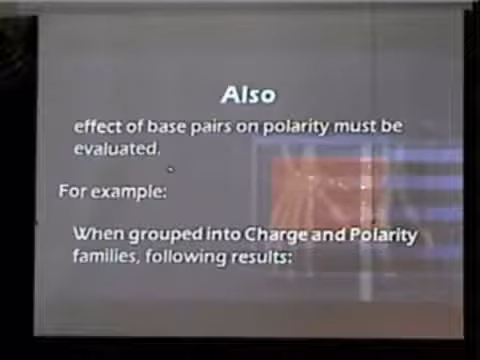 Also
effect of base pairs on polarity must be
evaluated.
For example:
When grouped into Charge and Polarity
families, following results: